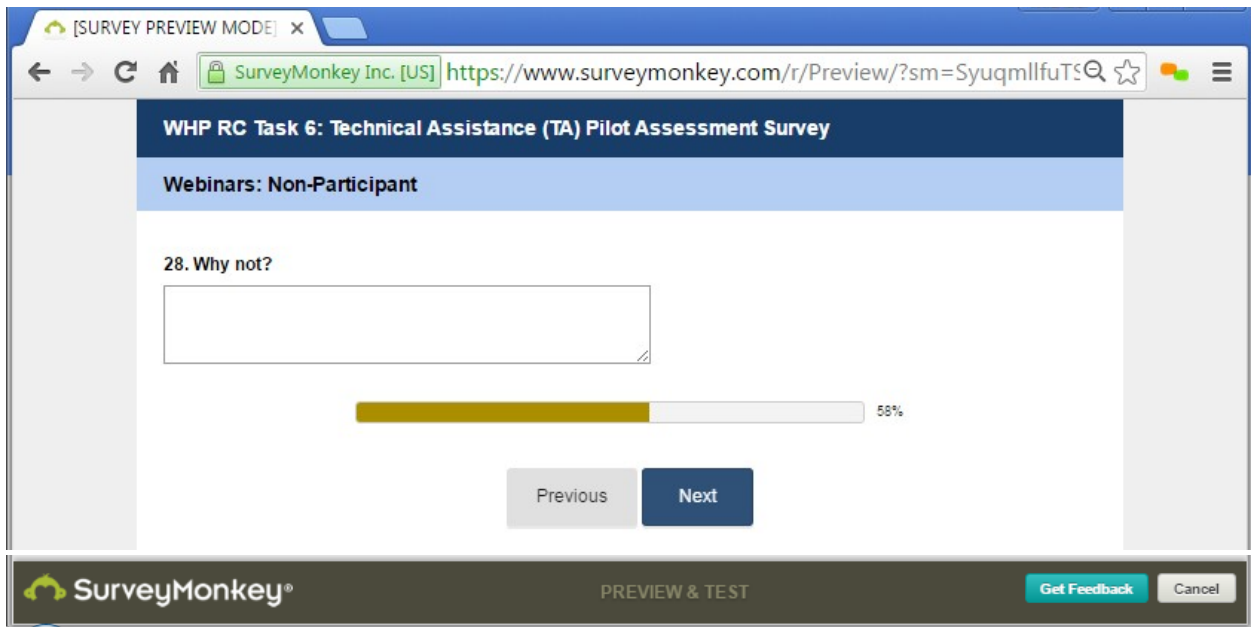 [SURVEY PREVIEW MODE]
SurveyMonkey Inc. [US] https://www.surveymonkey.com/r/Preview/?sm=SyuqmllfuTS
WHP RC Task 6: Technical Assistance (TA) Pilot Assessment Survey
Webinars: Non-Participant
28. Why not?
58%
Previous Next
SurveyMonkey® PREVIEW & TEST Get Feedback Cancel